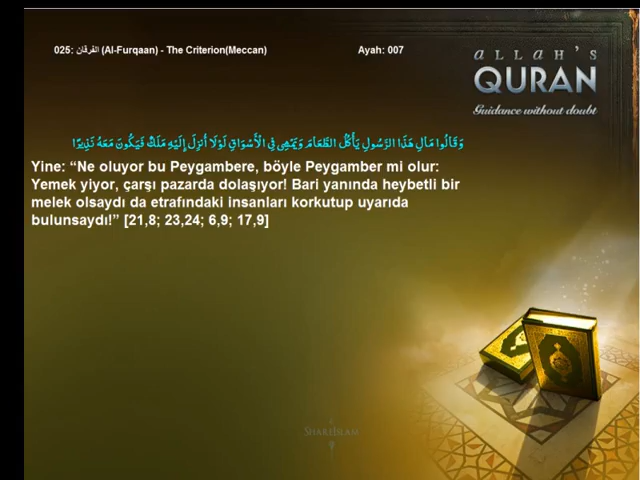 025: الفرقان (Al-Furqaan) - The Criterion(Meccan) Ayah: 007
ALLAH'S
QURAN
Guidance without doubt
وَقَالُوا مَالِ هَٰذَا الرَّسُولِ يَأْكُلُ الطَّعَامَ وَيَمْشِي فِي الْأَسْوَاقِ لَوْلَا أُنزِلَ إِلَيْهِ مَلَكٌ فَيَكُونَ مَعَهُ نَذِيرًا
Yine: “Ne oluyor bu Peygambere, böyle Peygamber mi olur:
Yemek yiyor, çarşı pazarda dolaşıyor! Bari yanında heybetli bir
melek olsaydı da etrafındaki insanları korkutup uyarıda
bulunsaydı!” [21,8; 23,24; 6,9; 17,9]
SHAREISLAM